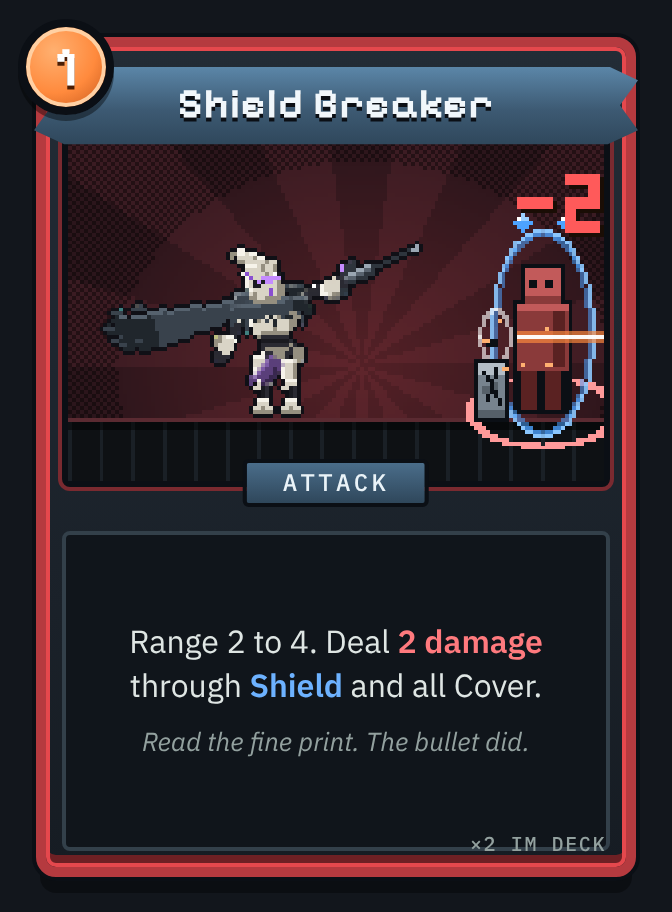 1
Shield Breaker
-2
ATTACK
Range 2 to 4. Deal 2 damage
through Shield and all Cover.
Read the fine print. The bullet did.
×2 IM DECK